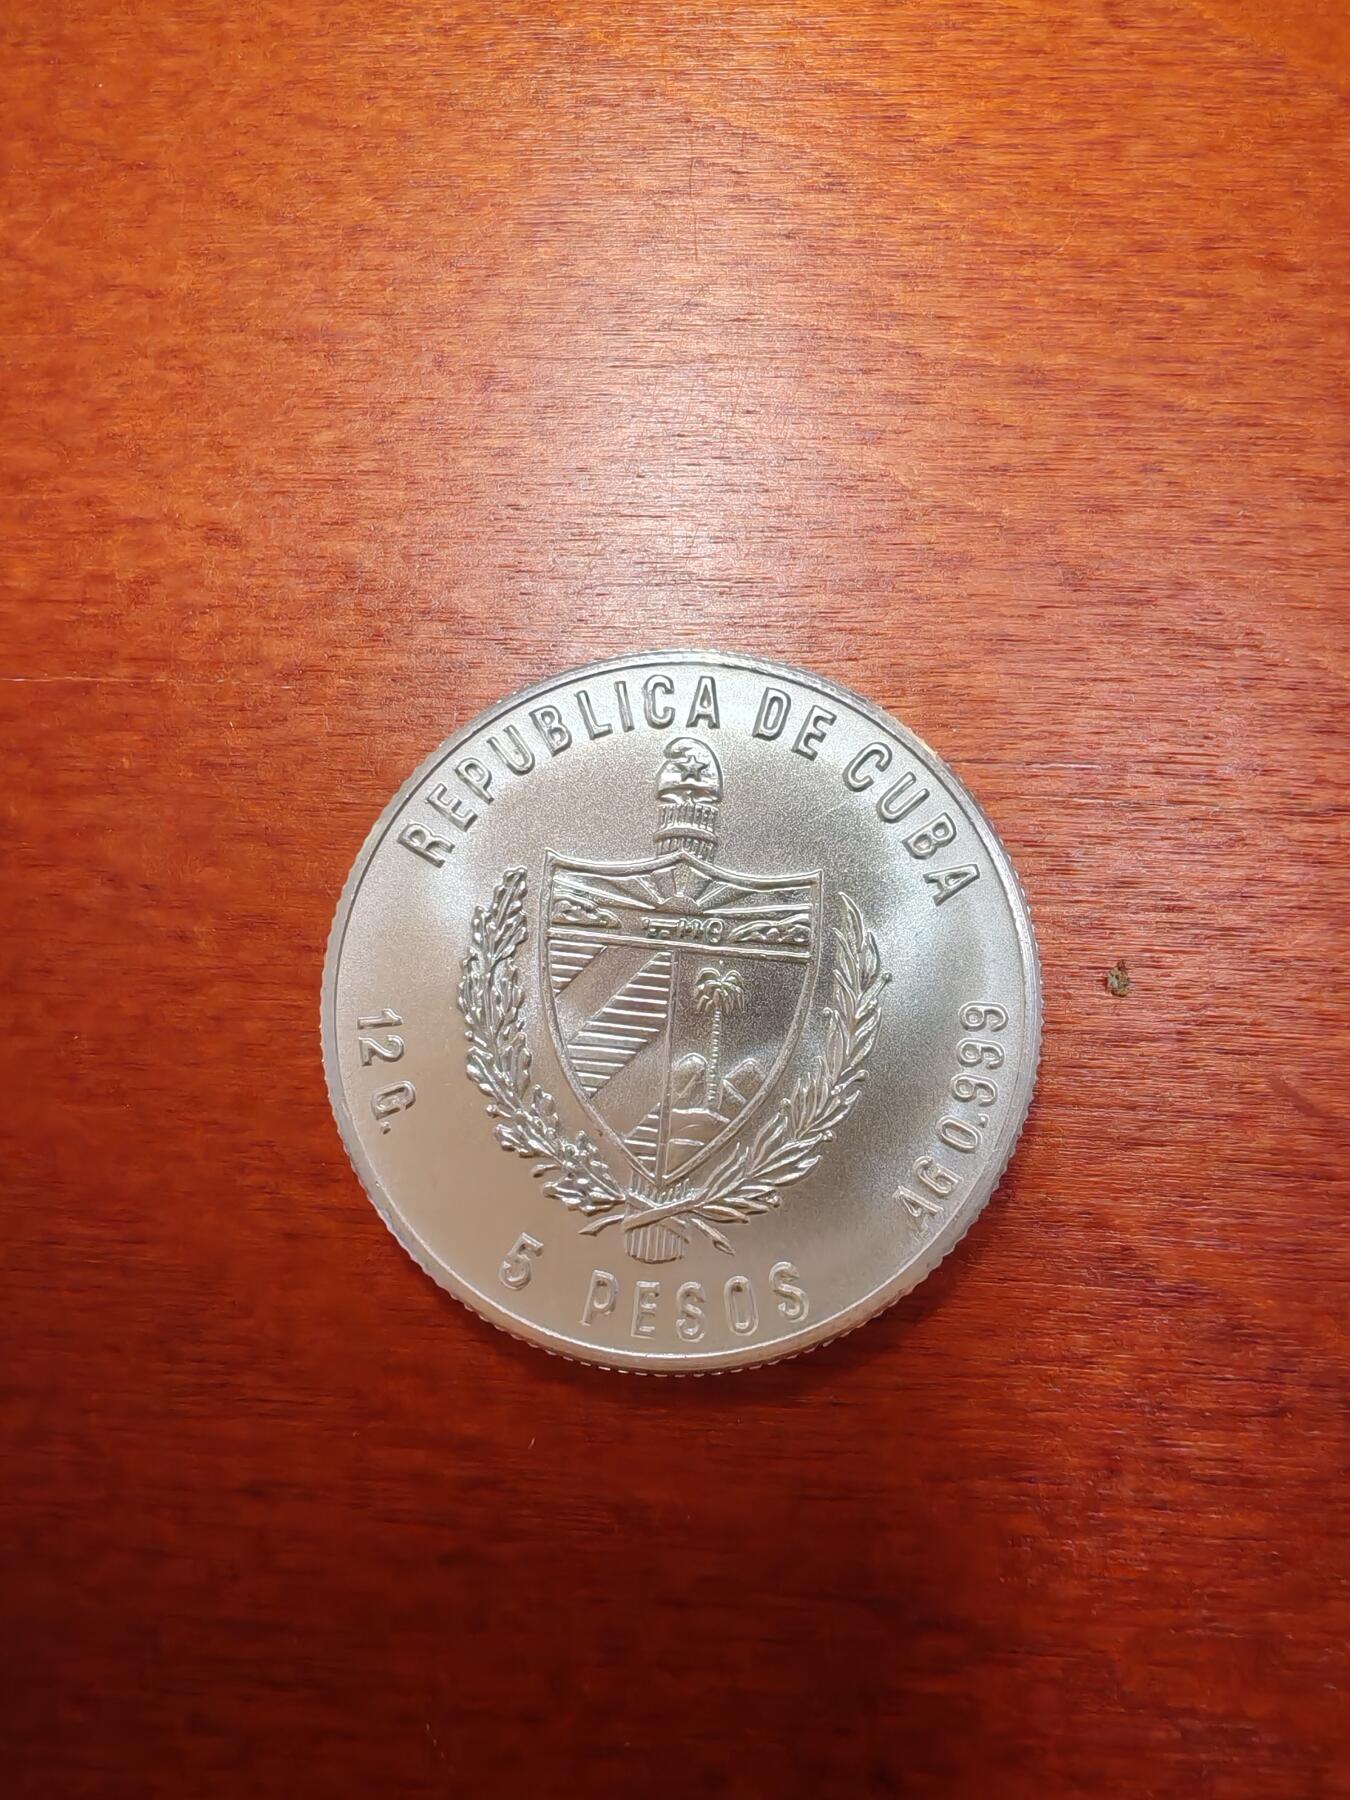 REPUBLICA DE CUBA
12 G.
AG 0.999
5 PESOS